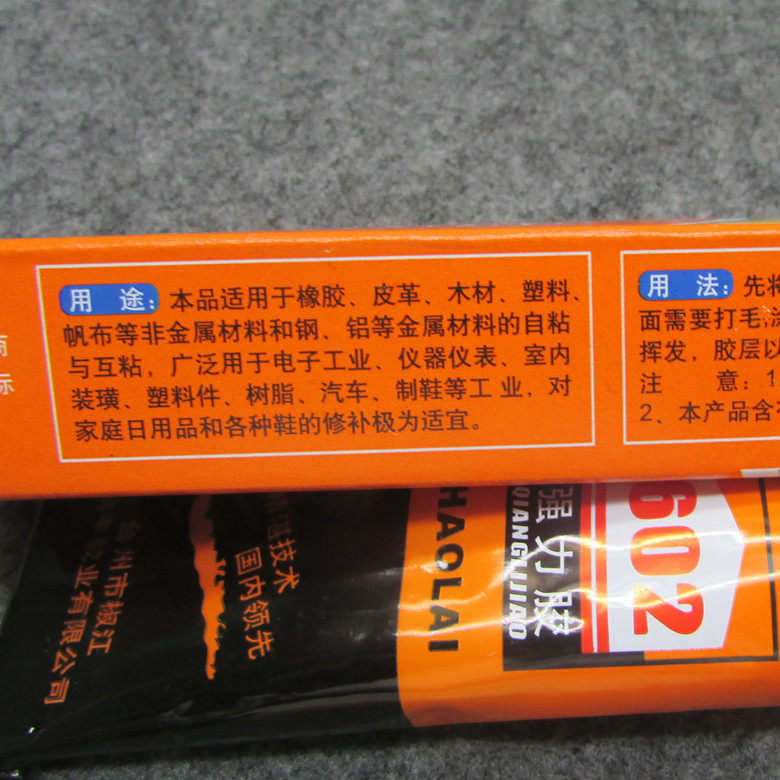 用 途：本品适用于橡胶、皮革、木材、塑料、
帆布等非金属材料和钢、铝等金属材料的自粘
与互粘，广泛用于电子工业、仪器仪表、室内
装璜、塑料件、树脂、汽车、制鞋等工业，对
家庭日用品和各种鞋的修补极为适宜。
用 法：先将
面需要打毛,涂
挥发，胶层以
注 意：1
2、本产品含
标
602
强力胶
QIANGLIJIAO
HAOLAI
制造技术
国内领先
台州市椒江
胶业有限公司